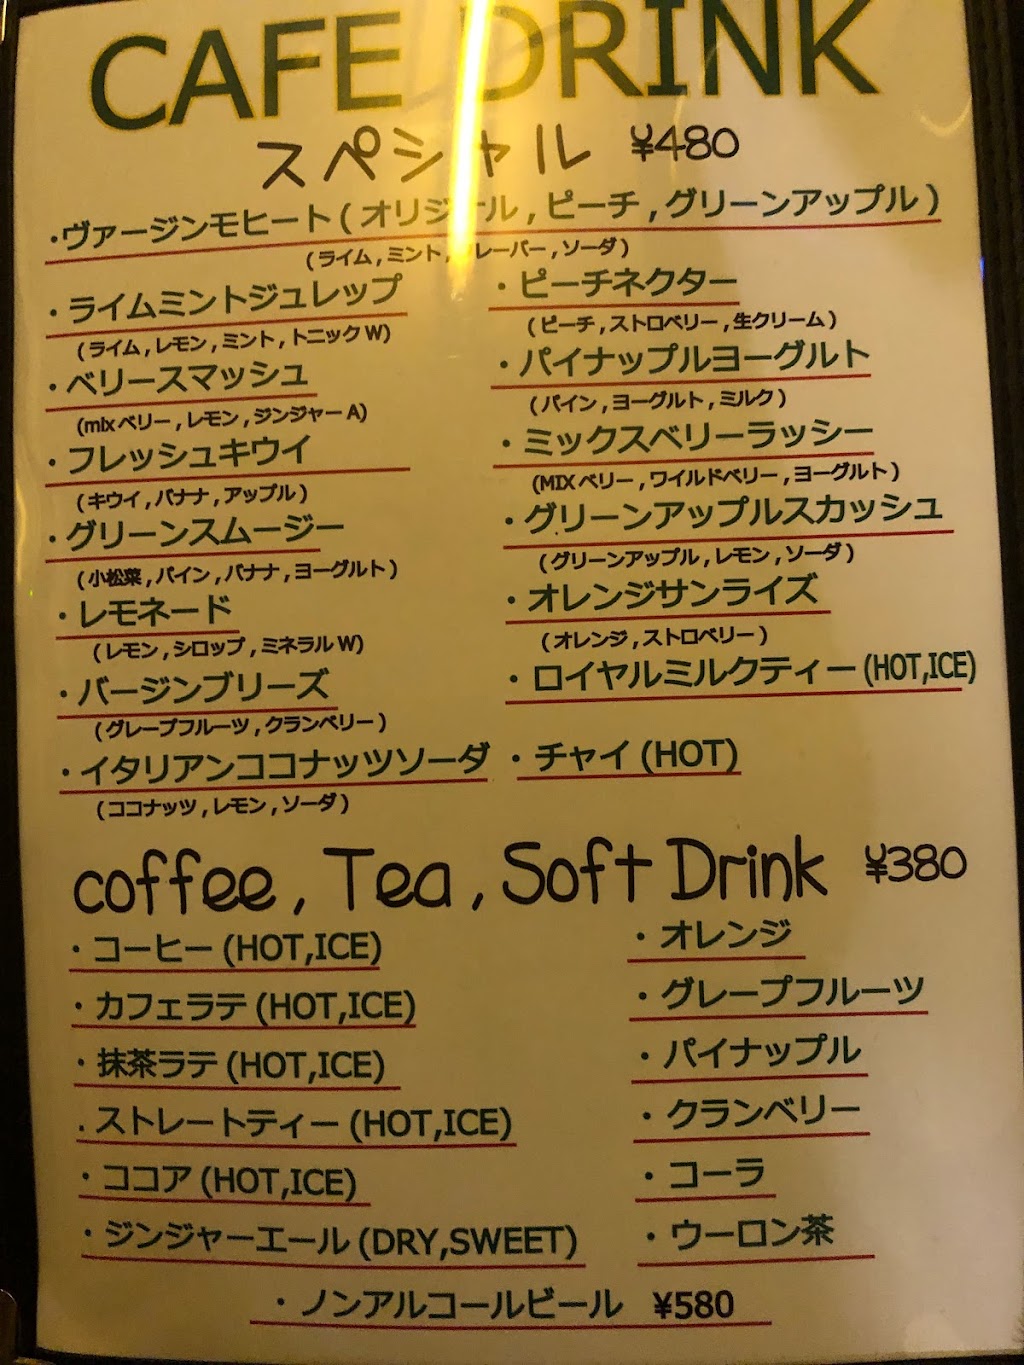 CAFE DRINK
スペシャル ¥480
・ヴァージンモヒート ( オリジナル , ピーチ , グリーンアップル )
( ライム , ミント , フレーバー , ソーダ )
・ライムミントジュレップ
( ライム , レモン , ミント , トニック W)
・ベリースマッシュ
(mix ベリー , レモン , ジンジャー A)
・フレッシュキウイ
( キウイ , バナナ , アップル )
・グリーンスムージー
( 小松菜 , パイン , バナナ , ヨーグルト )
・レモネード
( レモン , シロップ , ミネラル W)
・バージンブリーズ
( グレープフルーツ , クランベリー )
・イタリアンココナッツソーダ
( ココナッツ , レモン , ソーダ )
・ピーチネクター
( ピーチ , ストロベリー , 生クリーム )
・パイナップルヨーグルト
( パイン , ヨーグルト , ミルク )
・ミックスベリーラッシー
(MIX ベリー , ワイルドベリー , ヨーグルト )
・グリーンアップルスカッシュ
( グリーンアップル , レモン , ソーダ )
・オレンジサンライズ
( オレンジ , ストロベリー )
・ロイヤルミルクティー (HOT,ICE)
・チャイ (HOT)
coffee , Tea , Soft Drink ¥380
・コーヒー (HOT,ICE)
・カフェラテ (HOT,ICE)
・抹茶ラテ (HOT,ICE)
・ストレートティー (HOT,ICE)
・ココア (HOT,ICE)
・ジンジャーエール (DRY,SWEET)
・オレンジ
・グレープフルーツ
・パイナップル
・クランベリー
・コーラ
・ウーロン茶
・ノンアルコールビール ¥580